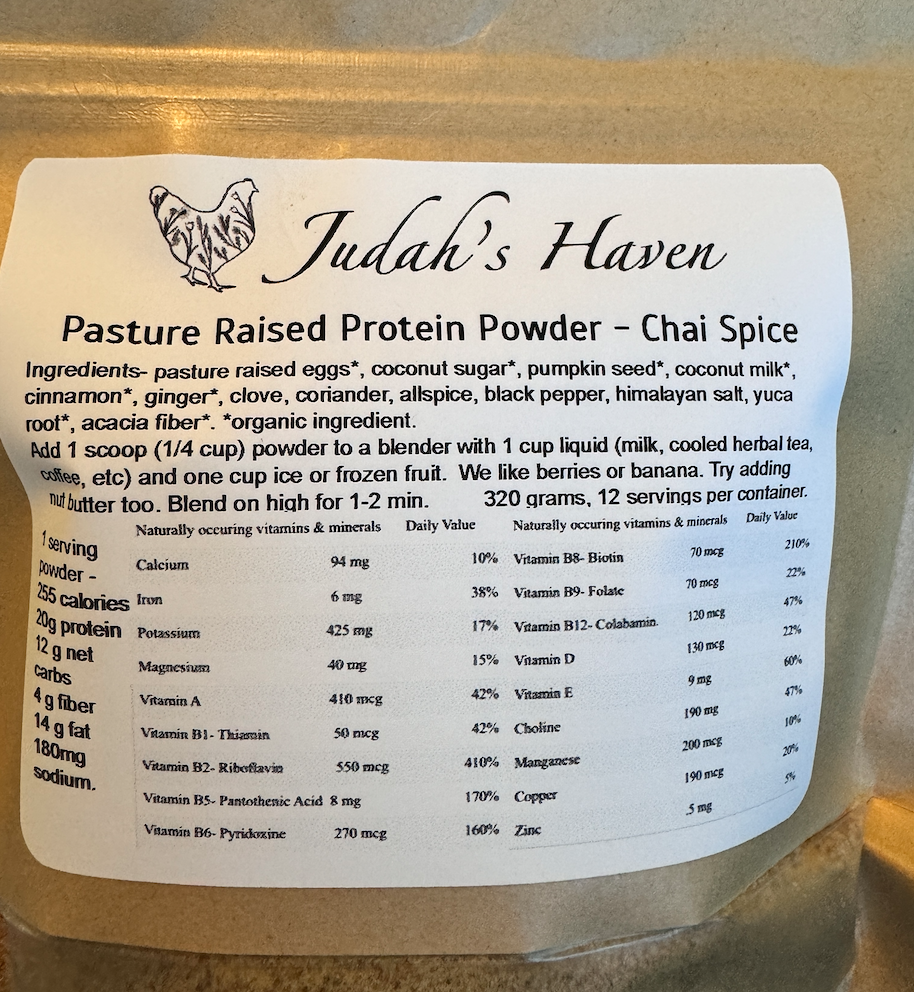 Judah's Haven
Pasture Raised Protein Powder – Chai Spice
Ingredients- pasture raised eggs*, coconut sugar*, pumpkin seed*, coconut milk*,
cinnamon*, ginger*, clove, coriander, allspice, black pepper, himalayan salt, yuca
root*, acacia fiber*. *organic ingredient.
Add 1 scoop (1/4 cup) powder to a blender with 1 cup liquid (milk, cooled herbal tea,
coffee, etc) and one cup ice or frozen fruit. We like berries or banana. Try adding
nut butter too. Blend on high for 1-2 min. 320 grams, 12 servings per container.
1 serving
powder -
255 calories
20g protein
12 g net
carbs
4 g fiber
14 g fat
180mg
sodium.
Naturally occuring vitamins & minerals Daily Value
Calcium 94 mg 10%
Iron 6 mg 38%
Potassium 425 mg 17%
Magnesium 40 mg 15%
Vitamin A 410 mcg 42%
Vitamin B1- Thiamin 50 mcg 42%
Vitamin B2- Riboflavin 550 mcg 410%
Vitamin B5- Pantothenic Acid 8 mg 170%
Vitamin B6- Pyridoxine 270 mcg 160%
Naturally occuring vitamins & minerals Daily Value
Vitamin B8- Biotin 70 mcg 210%
Vitamin B9- Folate 70 mcg 22%
Vitamin B12- Colabamin. 120 mcg 47%
Vitamin D 130 mcg 22%
Vitamin E 9 mg 60%
Choline 190 mg 47%
Manganese 200 mcg 10%
Copper 190 mcg 20%
Zinc .5 mg 5%